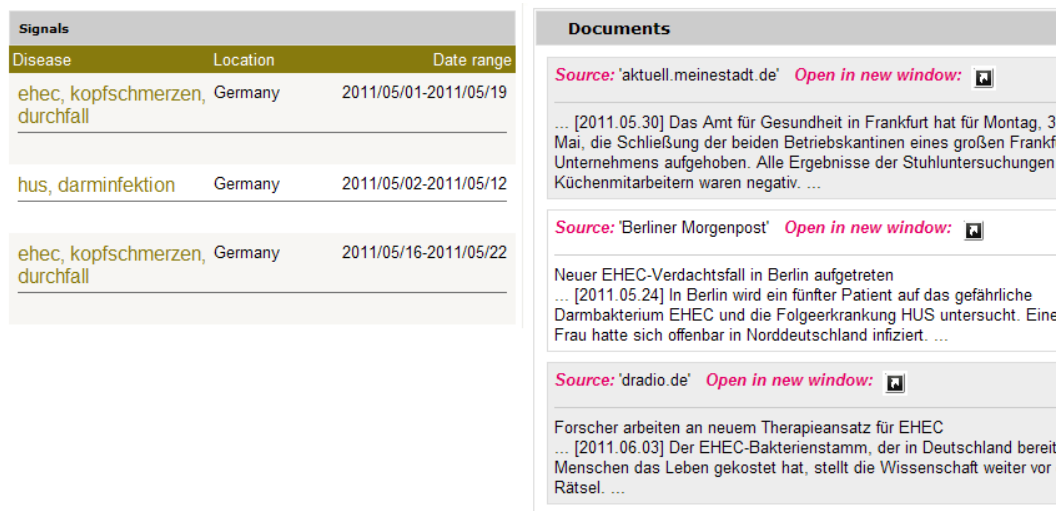 Signals
Disease Location Date range
ehec, kopfschmerzen, Germany 2011/05/01-2011/05/19
durchfall
hus, darminfektion Germany 2011/05/02-2011/05/12
ehec, kopfschmerzen, Germany 2011/05/16-2011/05/22
durchfall
Documents
Source: 'aktuell.meinestadt.de' Open in new window:
... [2011.05.30] Das Amt für Gesundheit in Frankfurt hat für Montag, 3
Mai, die Schließung der beiden Betriebskantinen eines großen Frankf
Unternehmens aufgehoben. Alle Ergebnisse der Stuhluntersuchungen
Küchenmitarbeitern waren negativ. ...
Source: 'Berliner Morgenpost' Open in new window:
Neuer EHEC-Verdachtsfall in Berlin aufgetreten
... [2011.05.24] In Berlin wird ein fünfter Patient auf das gefährliche
Darmbakterium EHEC und die Folgeerkrankung HUS untersucht. Eine
Frau hatte sich offenbar in Norddeutschland infiziert. ...
Source: 'dradio.de' Open in new window:
Forscher arbeiten an neuem Therapieansatz für EHEC
... [2011.06.03] Der EHEC-Bakterienstamm, der in Deutschland bereit
Menschen das Leben gekostet hat, stellt die Wissenschaft weiter vor
Rätsel. ...